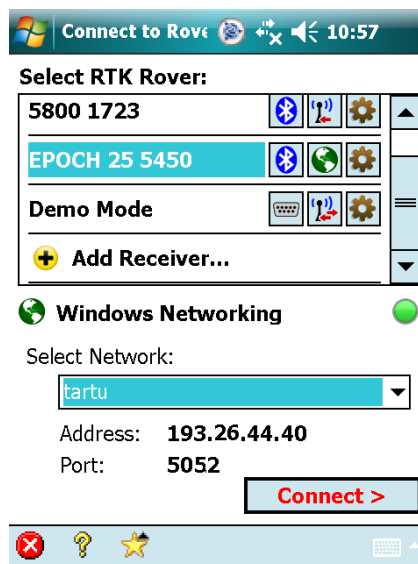 Connect to Rove 10:57
Select RTK Rover:
5800 1723
EPOCH 25 5450
Demo Mode
Add Receiver...
Windows Networking
Select Network:
tartu
Address: 193.26.44.40
Port: 5052
Connect >